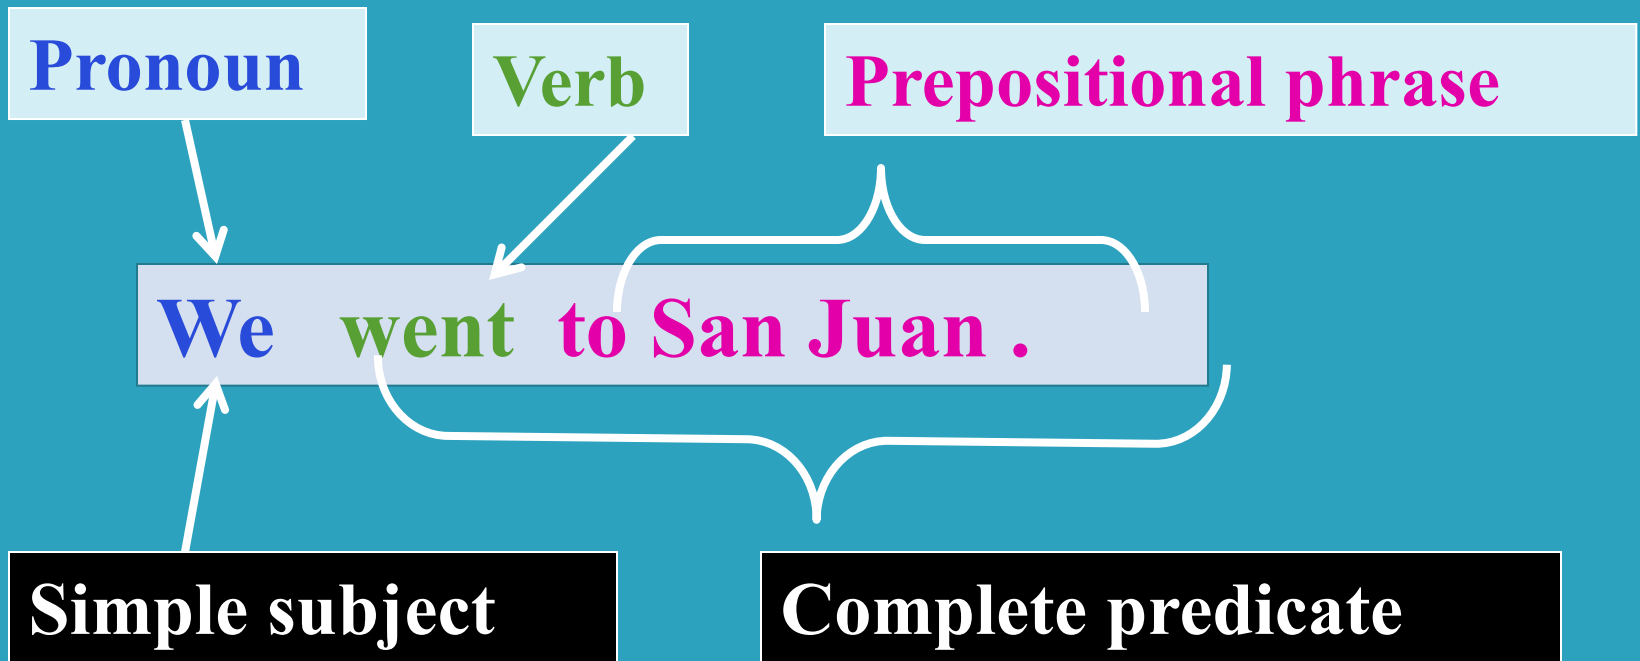 Pronoun
Verb
Prepositional phrase
We went to San Juan .
Simple subject
Complete predicate